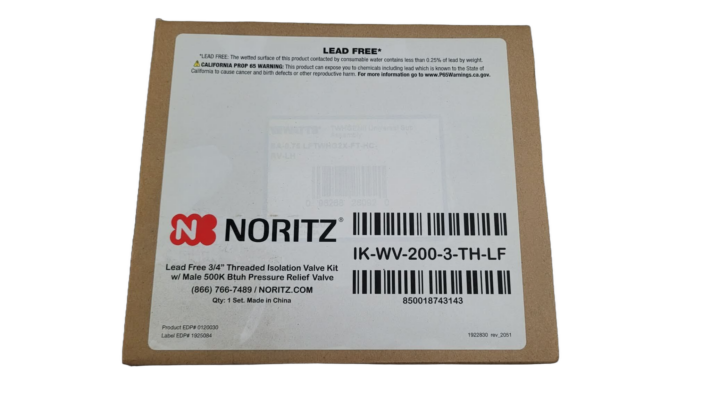 LEAD FREE*
*LEAD FREE: The wetted surface of this product contacted by consumable water contains less than 0.25% of lead by weight.
⚠ CALIFORNIA PROP 65 WARNING: This product can expose you to chemicals including lead which is known to the State of
California to cause cancer and birth defects or other reproductive harm. For more information go to www.P65Warnings.ca.gov.
NORITZ®
IK-WV-200-3-TH-LF
Lead Free 3/4" Threaded Isolation Valve Kit
w/ Male 500K Btuh Pressure Relief Valve
(866) 766-7489 / NORITZ.COM
Qty: 1 Set. Made in China
850018743143
Product EDP# 0120030
Label EDP# 1925084
1922830 rev_2051